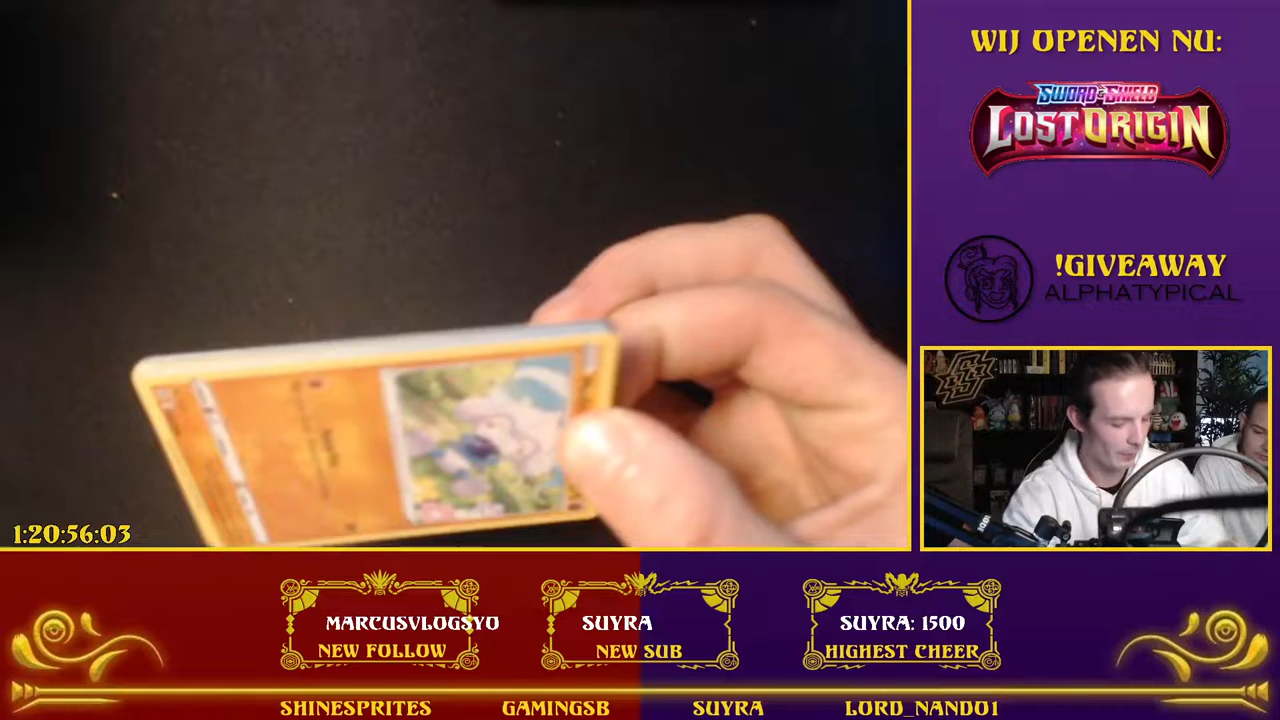 WIJ OPENEN NU:
SWORD & SHIELD
LOST ORIGIN
!GIVEAWAY
ALPHATYPICAL
1:20:56:03
MARCUSVLOGSYO
NEW FOLLOW
SUYRA
NEW SUB
SUYRA: 1500
HIGHEST CHEER
SHINESPRITES GAMINGSB SUYRA LORD_NANDO1